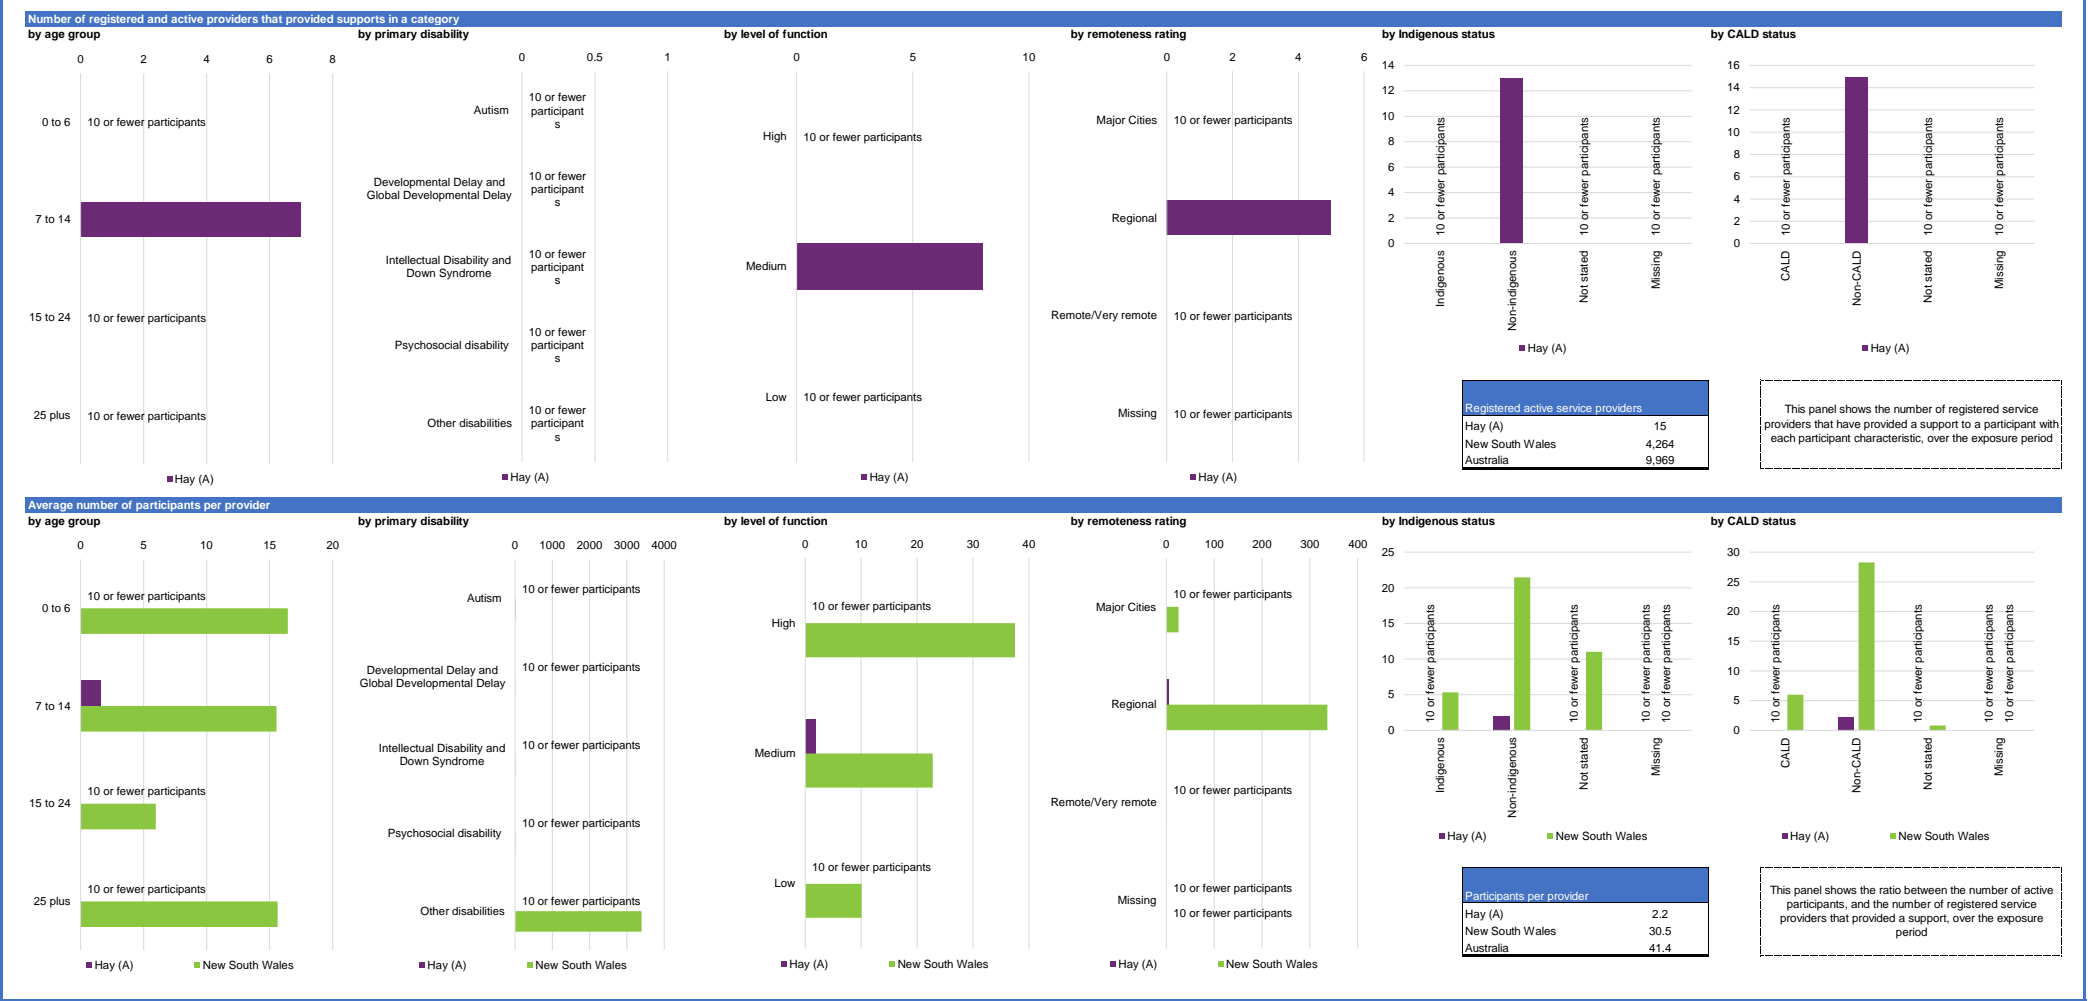 Number of registered and active providers that provided supports in a category
by age group
0 2 4 6 8
0 to 6
10 or fewer participants
7 to 14
15 to 24
10 or fewer participants
25 plus
10 or fewer participants
Hay (A)
by primary disability
0 0.5 1
Autism
10 or fewer
participant
s
Developmental Delay and
Global Developmental Delay
10 or fewer
participant
s
Intellectual Disability and
Down Syndrome
10 or fewer
participant
s
Psychosocial disability
10 or fewer
participant
s
Other disabilities
10 or fewer
participant
s
Hay (A)
by level of function
0 5 10
High
10 or fewer participants
Medium
Low
10 or fewer participants
Hay (A)
by remoteness rating
0 2 4 6
Major Cities
10 or fewer participants
Regional
Remote/Very remote
10 or fewer participants
Missing
10 or fewer participants
Hay (A)
by Indigenous status
14
12
10
8
6
4
2
0
10 or fewer participants
10 or fewer participants
10 or fewer participants
Indigenous
Non-indigenous
Not stated
Missing
Hay (A)
by CALD status
16
14
12
10
8
6
4
2
0
10 or fewer participants
10 or fewer participants
10 or fewer participants
CALD
Non-CALD
Not stated
Missing
Hay (A)
Registered active service providers
Hay (A) 15
New South Wales 4,264
Australia 9,969
This panel shows the number of registered service
providers that have provided a support to a participant with
each participant characteristic, over the exposure period
Average number of participants per provider
by age group
0 5 10 15 20
0 to 6
10 or fewer participants
7 to 14
15 to 24
10 or fewer participants
25 plus
10 or fewer participants
Hay (A) New South Wales
by primary disability
0 1000 2000 3000 4000
Autism
10 or fewer participants
Developmental Delay and
Global Developmental Delay
10 or fewer participants
Intellectual Disability and
Down Syndrome
10 or fewer participants
Psychosocial disability
10 or fewer participants
Other disabilities
10 or fewer participants
Hay (A) New South Wales
by level of function
0 10 20 30 40
High
10 or fewer participants
Medium
Low
10 or fewer participants
Hay (A) New South Wales
by remoteness rating
0 100 200 300 400
Major Cities
10 or fewer participants
Regional
Remote/Very remote
10 or fewer participants
Missing
10 or fewer participants
10 or fewer participants
Hay (A) New South Wales
by Indigenous status
25
20
15
10
5
0
10 or fewer participants
10 or fewer participants
10 or fewer participants
10 or fewer participants
Indigenous
Non-indigenous
Not stated
Missing
Hay (A) New South Wales
by CALD status
30
25
20
15
10
5
0
10 or fewer participants
10 or fewer participants
10 or fewer participants
10 or fewer participants
CALD
Non-CALD
Not stated
Missing
Hay (A) New South Wales
Participants per provider
Hay (A) 2.2
New South Wales 30.5
Australia 41.4
This panel shows the ratio between the number of active
participants, and the number of registered service
providers that provided a support, over the exposure
period